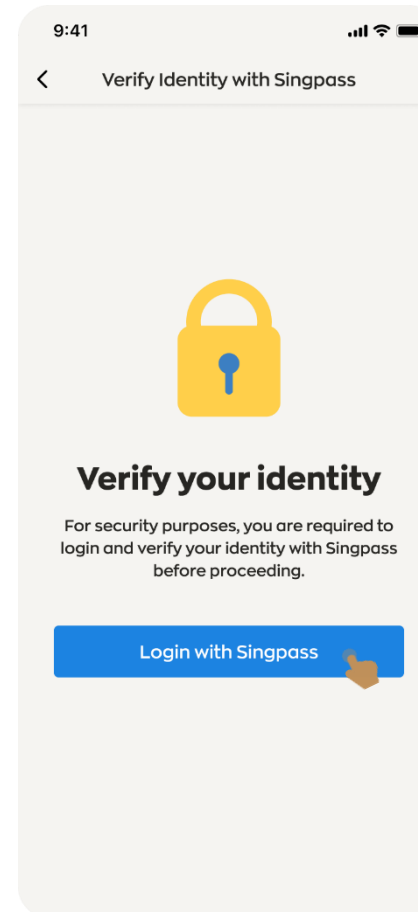 9:41
Verify Identity with Singpass
Verify your identity
For security purposes, you are required to
login and verify your identity with Singpass
before proceeding.
Login with Singpass